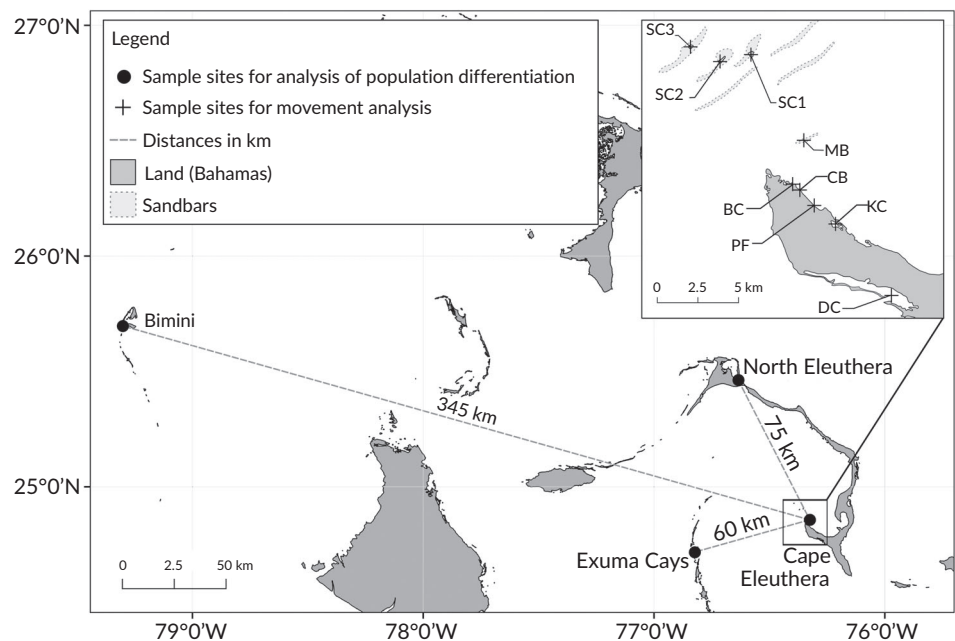 27°0′N
26°0′N
25°0′N
79°0′W
78°0′W
77°0′W
76°0′W
Legend
Sample sites for analysis of population differentiation
Sample sites for movement analysis
Distances in km
Land (Bahamas)
Sandbars
SC3
SC2
SC1
MB
CB
BC
KC
PF
DC
0 2.5 5 km
Bimini
North Eleuthera
345 km
75 km
60 km
Exuma Cays
Cape
Eleuthera
0 2.5 50 km